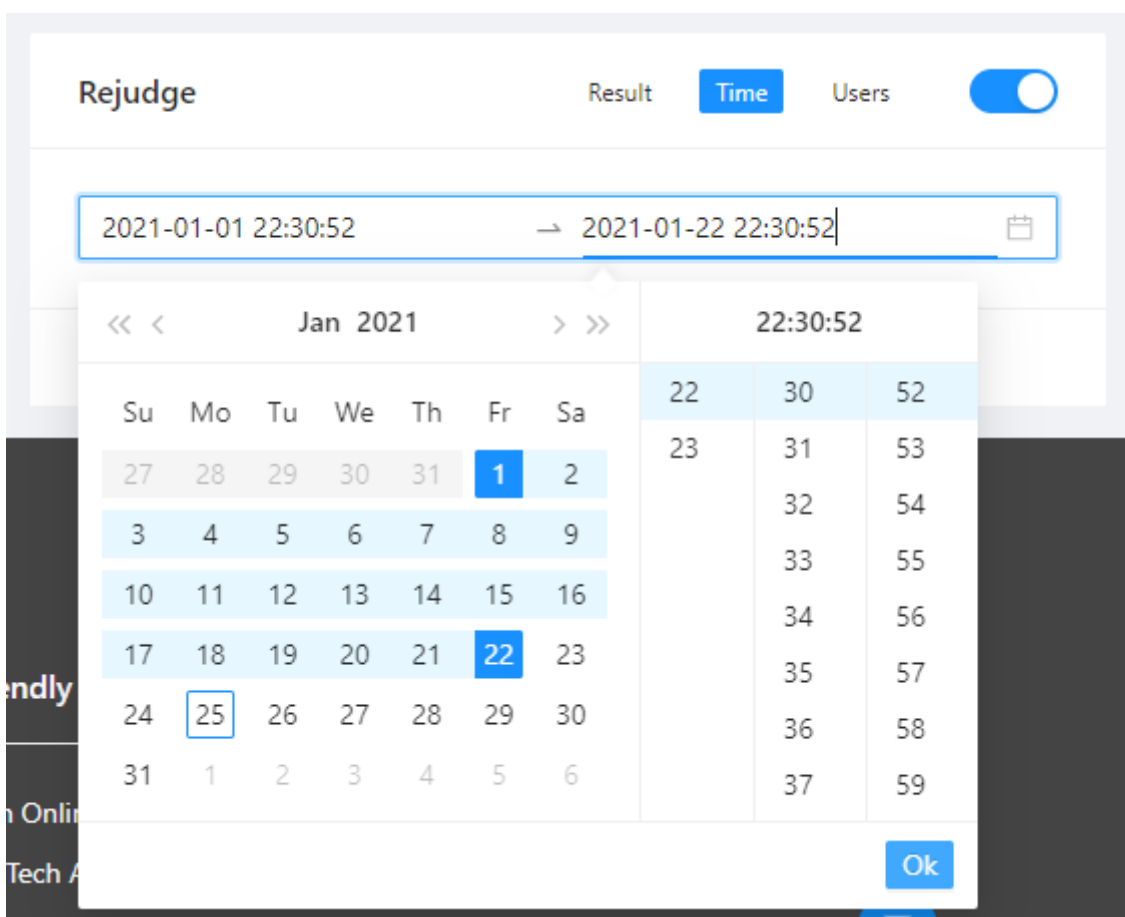 Rejudge Result Time Users
2021-01-01 22:30:52 → 2021-01-22 22:30:52
Jan 2021 22:30:52
Su Mo Tu We Th Fr Sa
27 28 29 30 31 1 2
3 4 5 6 7 8 9
10 11 12 13 14 15 16
17 18 19 20 21 22 23
24 25 26 27 28 29 30
31 1 2 3 4 5 6
22 30 52
23 31 53
32 54
33 55
34 56
35 57
36 58
37 59
Ok
endly
n Onlin
Tech A